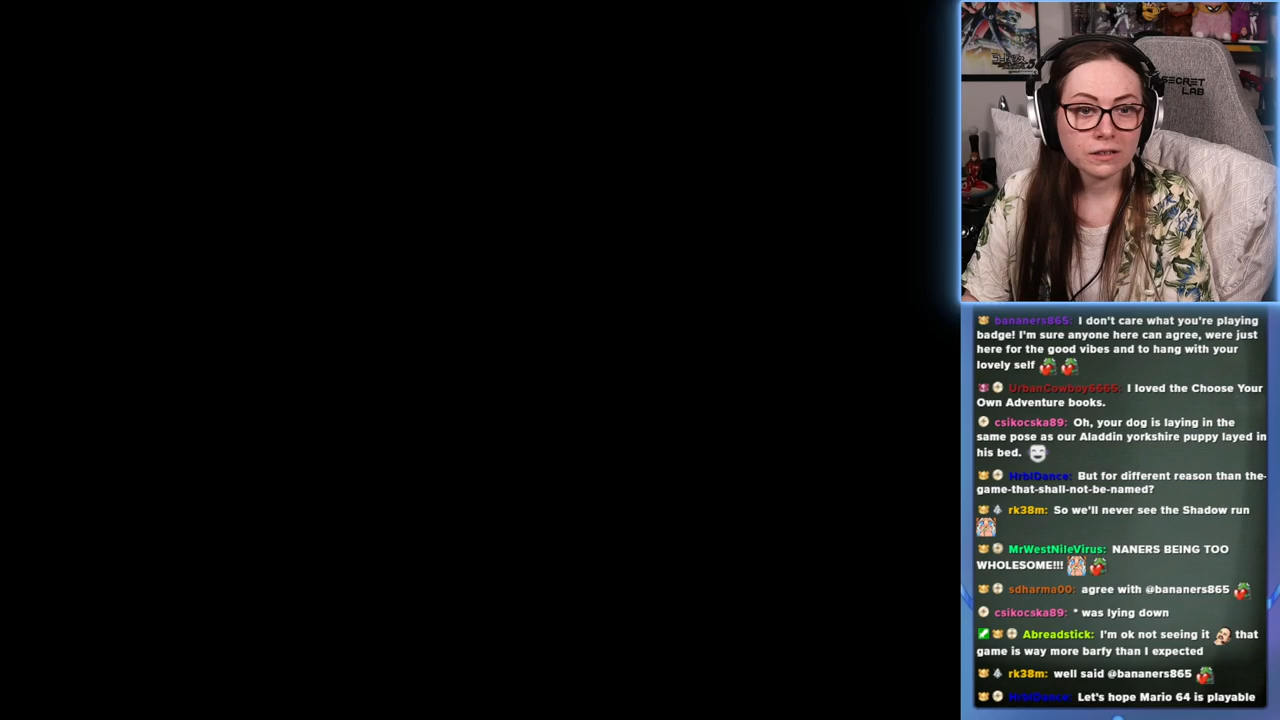 SECRET
LAB
bananers865: I don't care what you're playing
badge! I'm sure anyone here can agree, were just
here for the good vibes and to hang with your
lovely self
UrbanCowboy6665: I loved the Choose Your
Own Adventure books.
csikocska89: Oh, your dog is laying in the
same pose as our Aladdin yorkshire puppy layed in
his bed.
HrblDance: But for different reason than the-
game-that-shall-not-be-named?
rk38m: So we'll never see the Shadow run
MrWestNileVirus: NANERS BEING TOO
WHOLESOME!!!
sdharma00: agree with @bananers865
csikocska89: * was lying down
Abreadstick: I'm ok not seeing it that
game is way more barfy than I expected
rk38m: well said @bananers865
HrblDance: Let's hope Mario 64 is playable